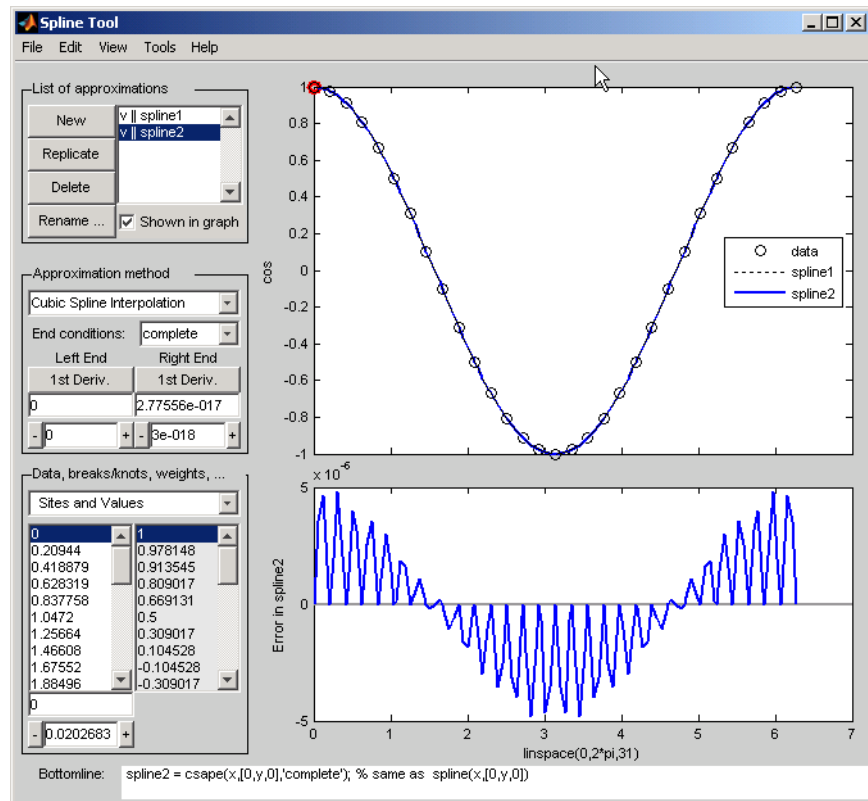 Spline Tool
File Edit View Tools Help
List of approximations
New
Replicate
Delete
Rename ...
v || spline1
v || spline2
Shown in graph
Approximation method
Cubic Spline Interpolation
End conditions: complete
Left End Right End
1st Deriv. 1st Deriv.
0 2.77556e-017
- 0 + - 3e-018 +
Data, breaks/knots, weights, ...
Sites and Values
0 1
0.20944 0.978148
0.418879 0.913545
0.628319 0.809017
0.837758 0.669131
1.0472 0.5
1.25664 0.309017
1.46608 0.104528
1.67552 -0.104528
1.88496 -0.309017
0
- 0.0202683 +
1
0.8
0.6
0.4
0.2
0
-0.2
-0.4
-0.6
-0.8
-1
cos
data
spline1
spline2
x 10^-6
5
0
-5
Error in spline2
0 1 2 3 4 5 6 7
linspace(0,2*pi,31)
Bottomline: spline2 = csape(x,[0,y,0],'complete'); % same as spline(x,[0,y,0])